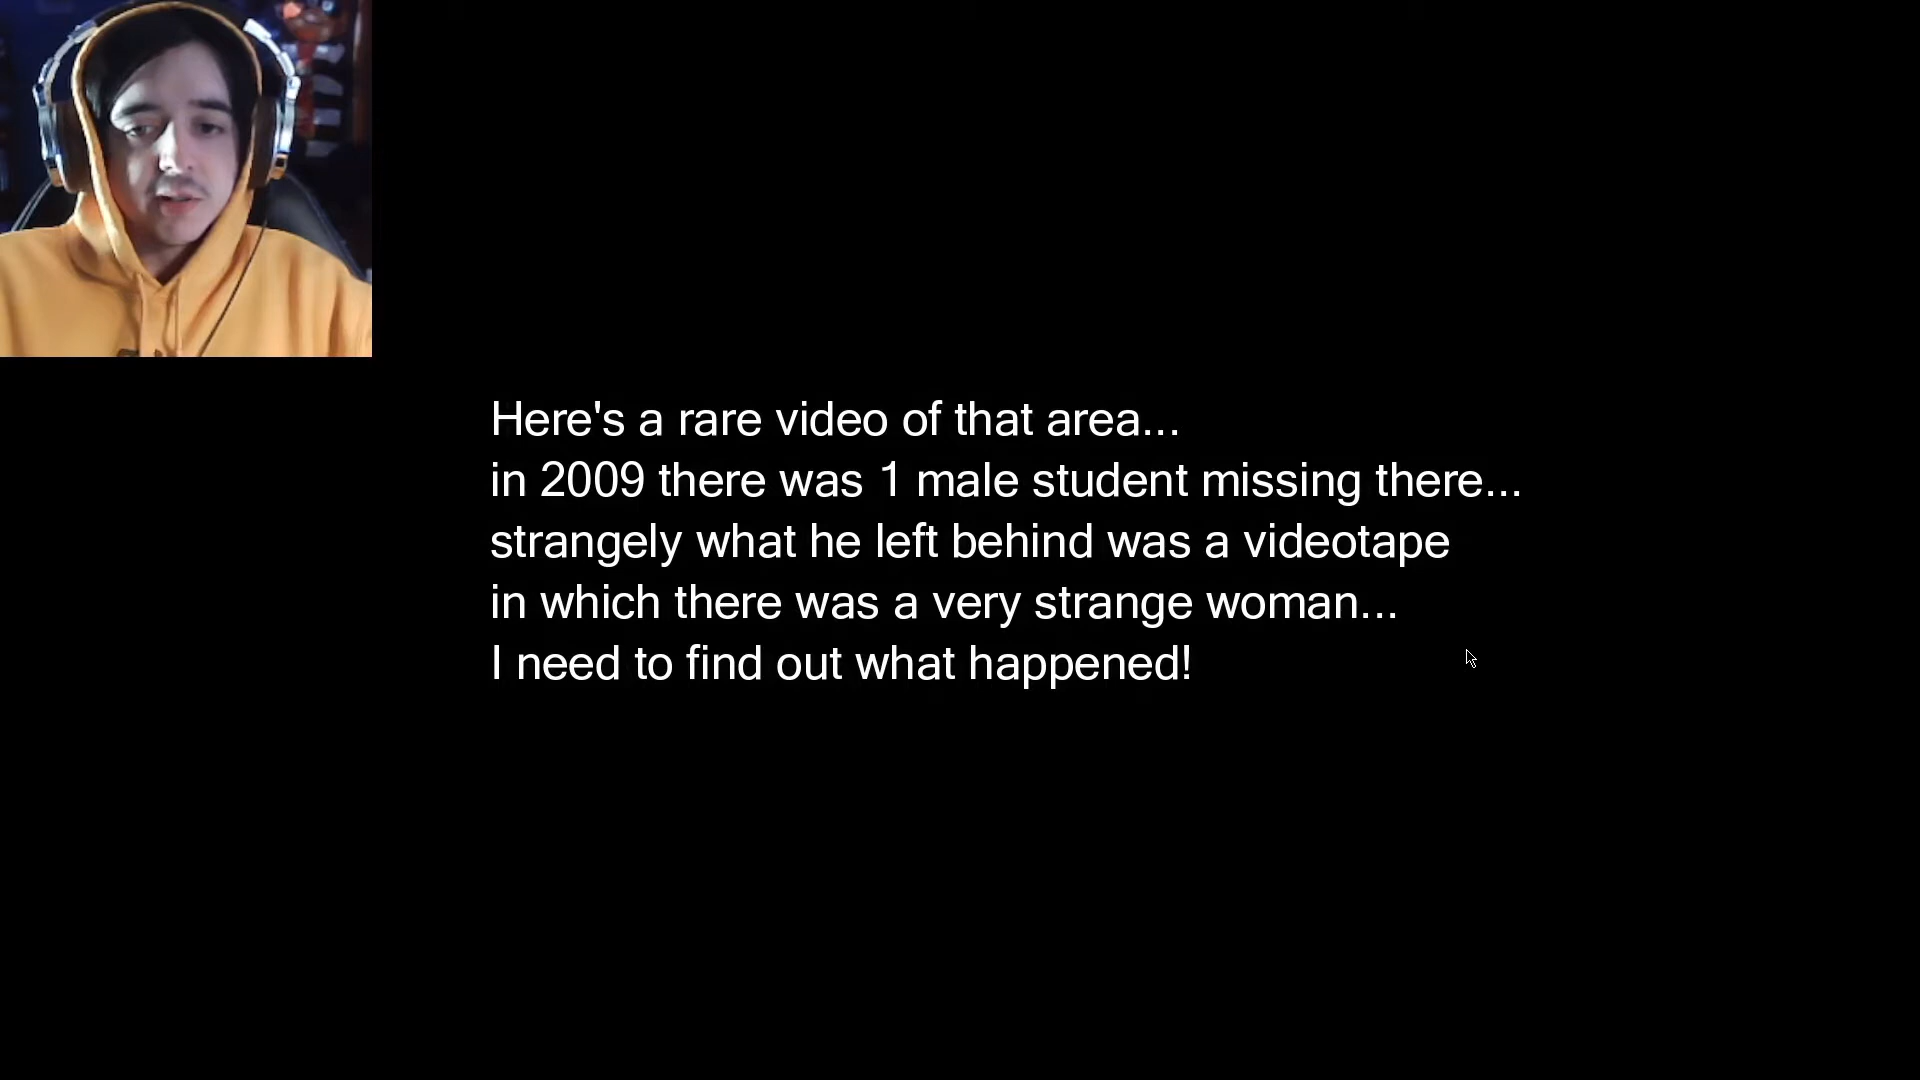 Here's a rare video of that area...
in 2009 there was 1 male student missing there...
strangely what he left behind was a videotape
in which there was a very strange woman...
I need to find out what happened!